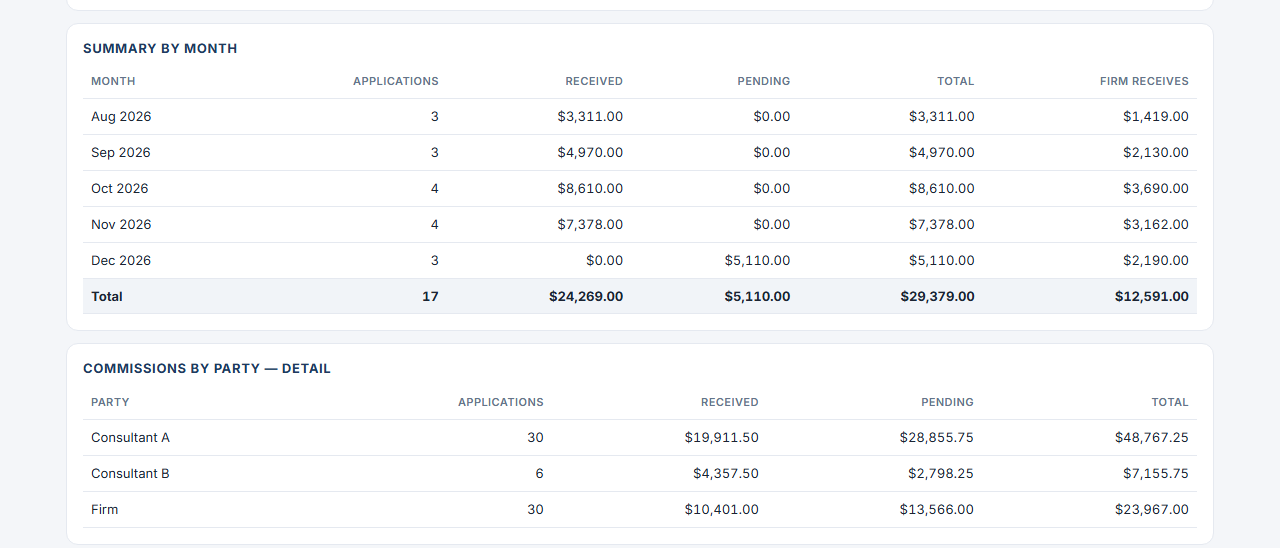 SUMMARY BY MONTH
MONTH APPLICATIONS RECEIVED PENDING TOTAL FIRM RECEIVES
Aug 2026 3 $3,311.00 $0.00 $3,311.00 $1,419.00
Sep 2026 3 $4,970.00 $0.00 $4,970.00 $2,130.00
Oct 2026 4 $8,610.00 $0.00 $8,610.00 $3,690.00
Nov 2026 4 $7,378.00 $0.00 $7,378.00 $3,162.00
Dec 2026 3 $0.00 $5,110.00 $5,110.00 $2,190.00
Total 17 $24,269.00 $5,110.00 $29,379.00 $12,591.00
COMMISSIONS BY PARTY — DETAIL
PARTY APPLICATIONS RECEIVED PENDING TOTAL
Consultant A 30 $19,911.50 $28,855.75 $48,767.25
Consultant B 6 $4,357.50 $2,798.25 $7,155.75
Firm 30 $10,401.00 $13,566.00 $23,967.00